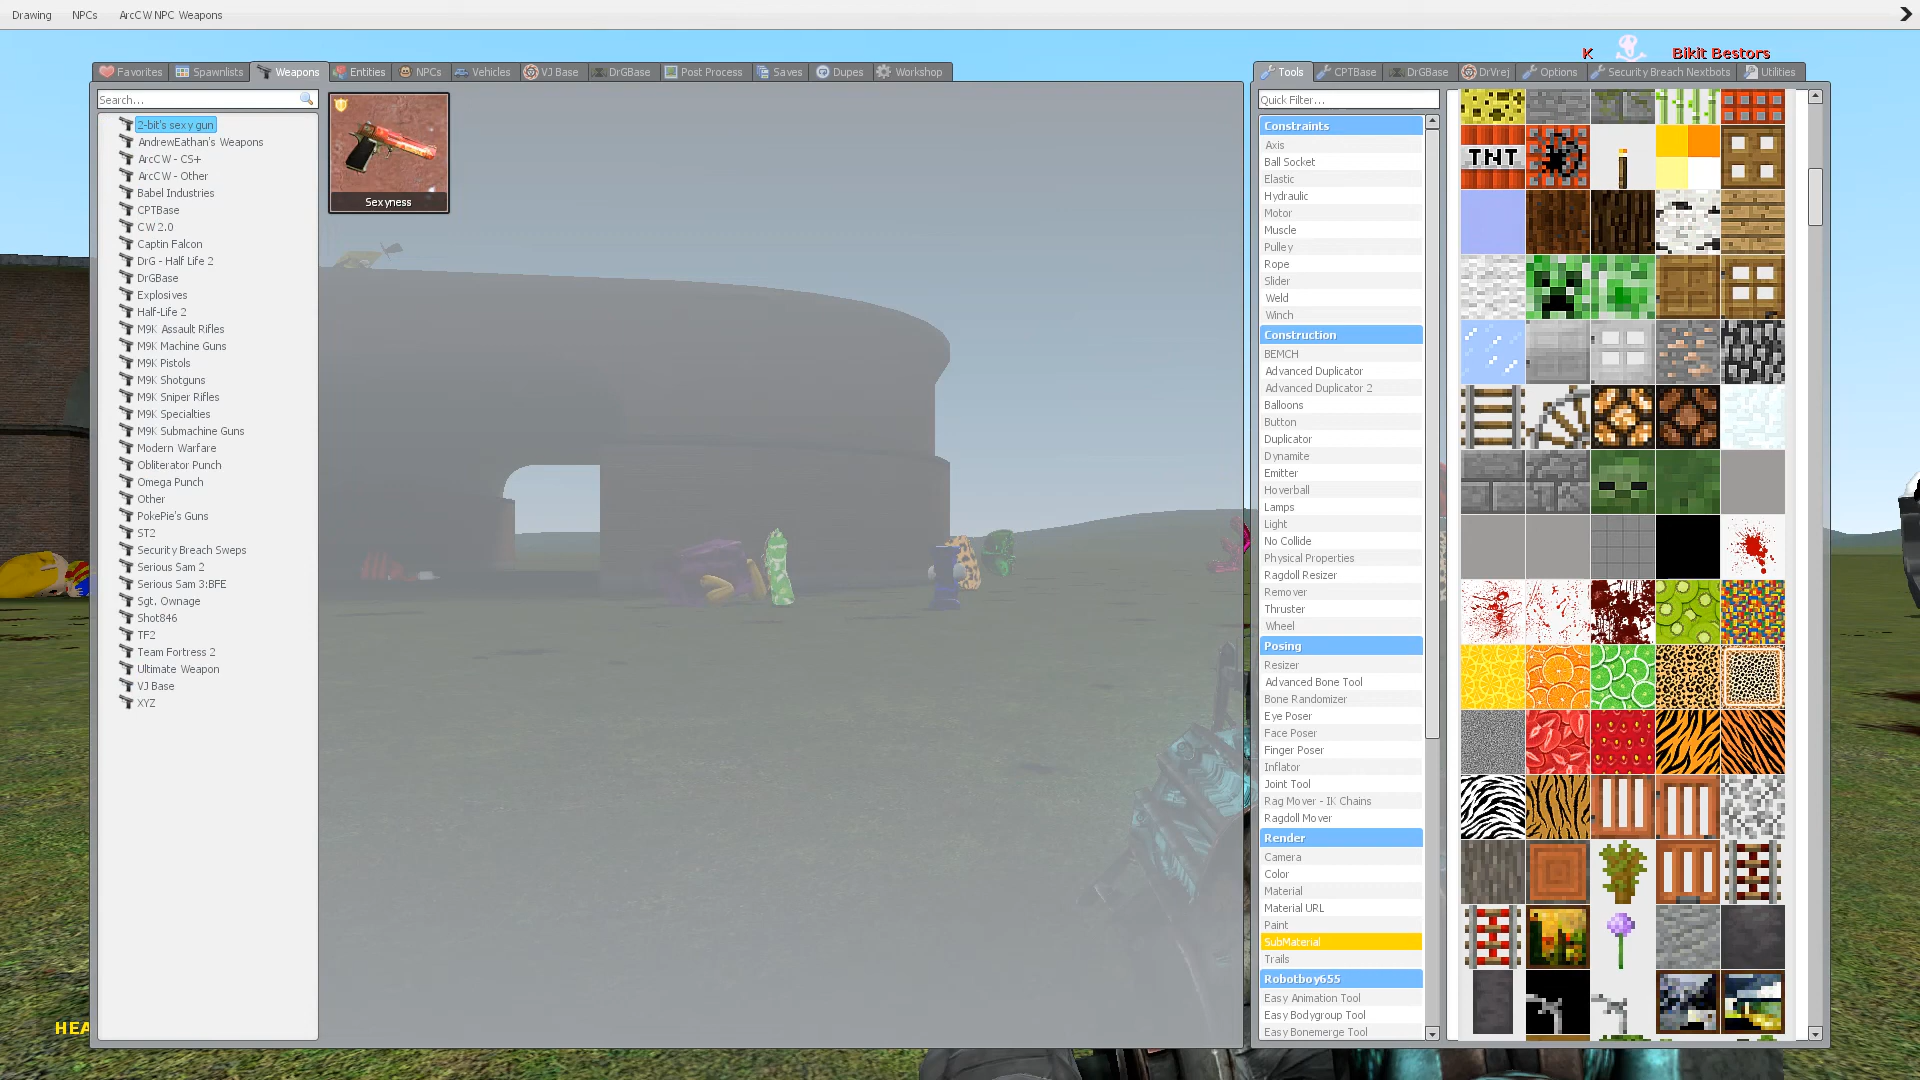 Drawing NPCs ArcCW NPC Weapons
K Bikit Bestors
Favorites Spawnlists Weapons Entities NPCs Vehicles VJ Base DrGBase Post Process Saves Dupes Workshop
Tools CPTBase DrGBase DrVrej Options Security Breach Nextbots Utilities
Search...
2-bit's sexy gun
AndrewEathan's Weapons
ArcCW - CS+
ArcCW - Other
Babel Industries
CPTBase
CW 2.0
Captin Falcon
DrG - Half Life 2
DrGBase
Explosives
Half-Life 2
M9K Assault Rifles
M9K Machine Guns
M9K Pistols
M9K Shotguns
M9K Sniper Rifles
M9K Specialties
M9K Submachine Guns
Modern Warfare
Obliterator Punch
Omega Punch
Other
PokePie's Guns
ST2
Security Breach Sweps
Serious Sam 2
Serious Sam 3:BFE
Sgt. Ownage
Shot846
TF2
Team Fortress 2
Ultimate Weapon
VJ Base
XYZ
Sexyness
Quick Filter...
Constraints
Axis
Ball Socket
Elastic
Hydraulic
Motor
Muscle
Pulley
Rope
Slider
Weld
Winch
Construction
BEMCH
Advanced Duplicator
Advanced Duplicator 2
Balloons
Button
Duplicator
Dynamite
Emitter
Hoverball
Lamps
Light
No Collide
Physical Properties
Ragdoll Resizer
Remover
Thruster
Wheel
Posing
Resizer
Advanced Bone Tool
Bone Randomizer
Eye Poser
Face Poser
Finger Poser
Inflator
Joint Tool
Rag Mover - IK Chains
Ragdoll Mover
Render
Camera
Color
Material
Material URL
Paint
SubMaterial
Trails
Robotboy655
Easy Animation Tool
Easy Bodygroup Tool
Easy Bonemerge Tool
TNT
HEA